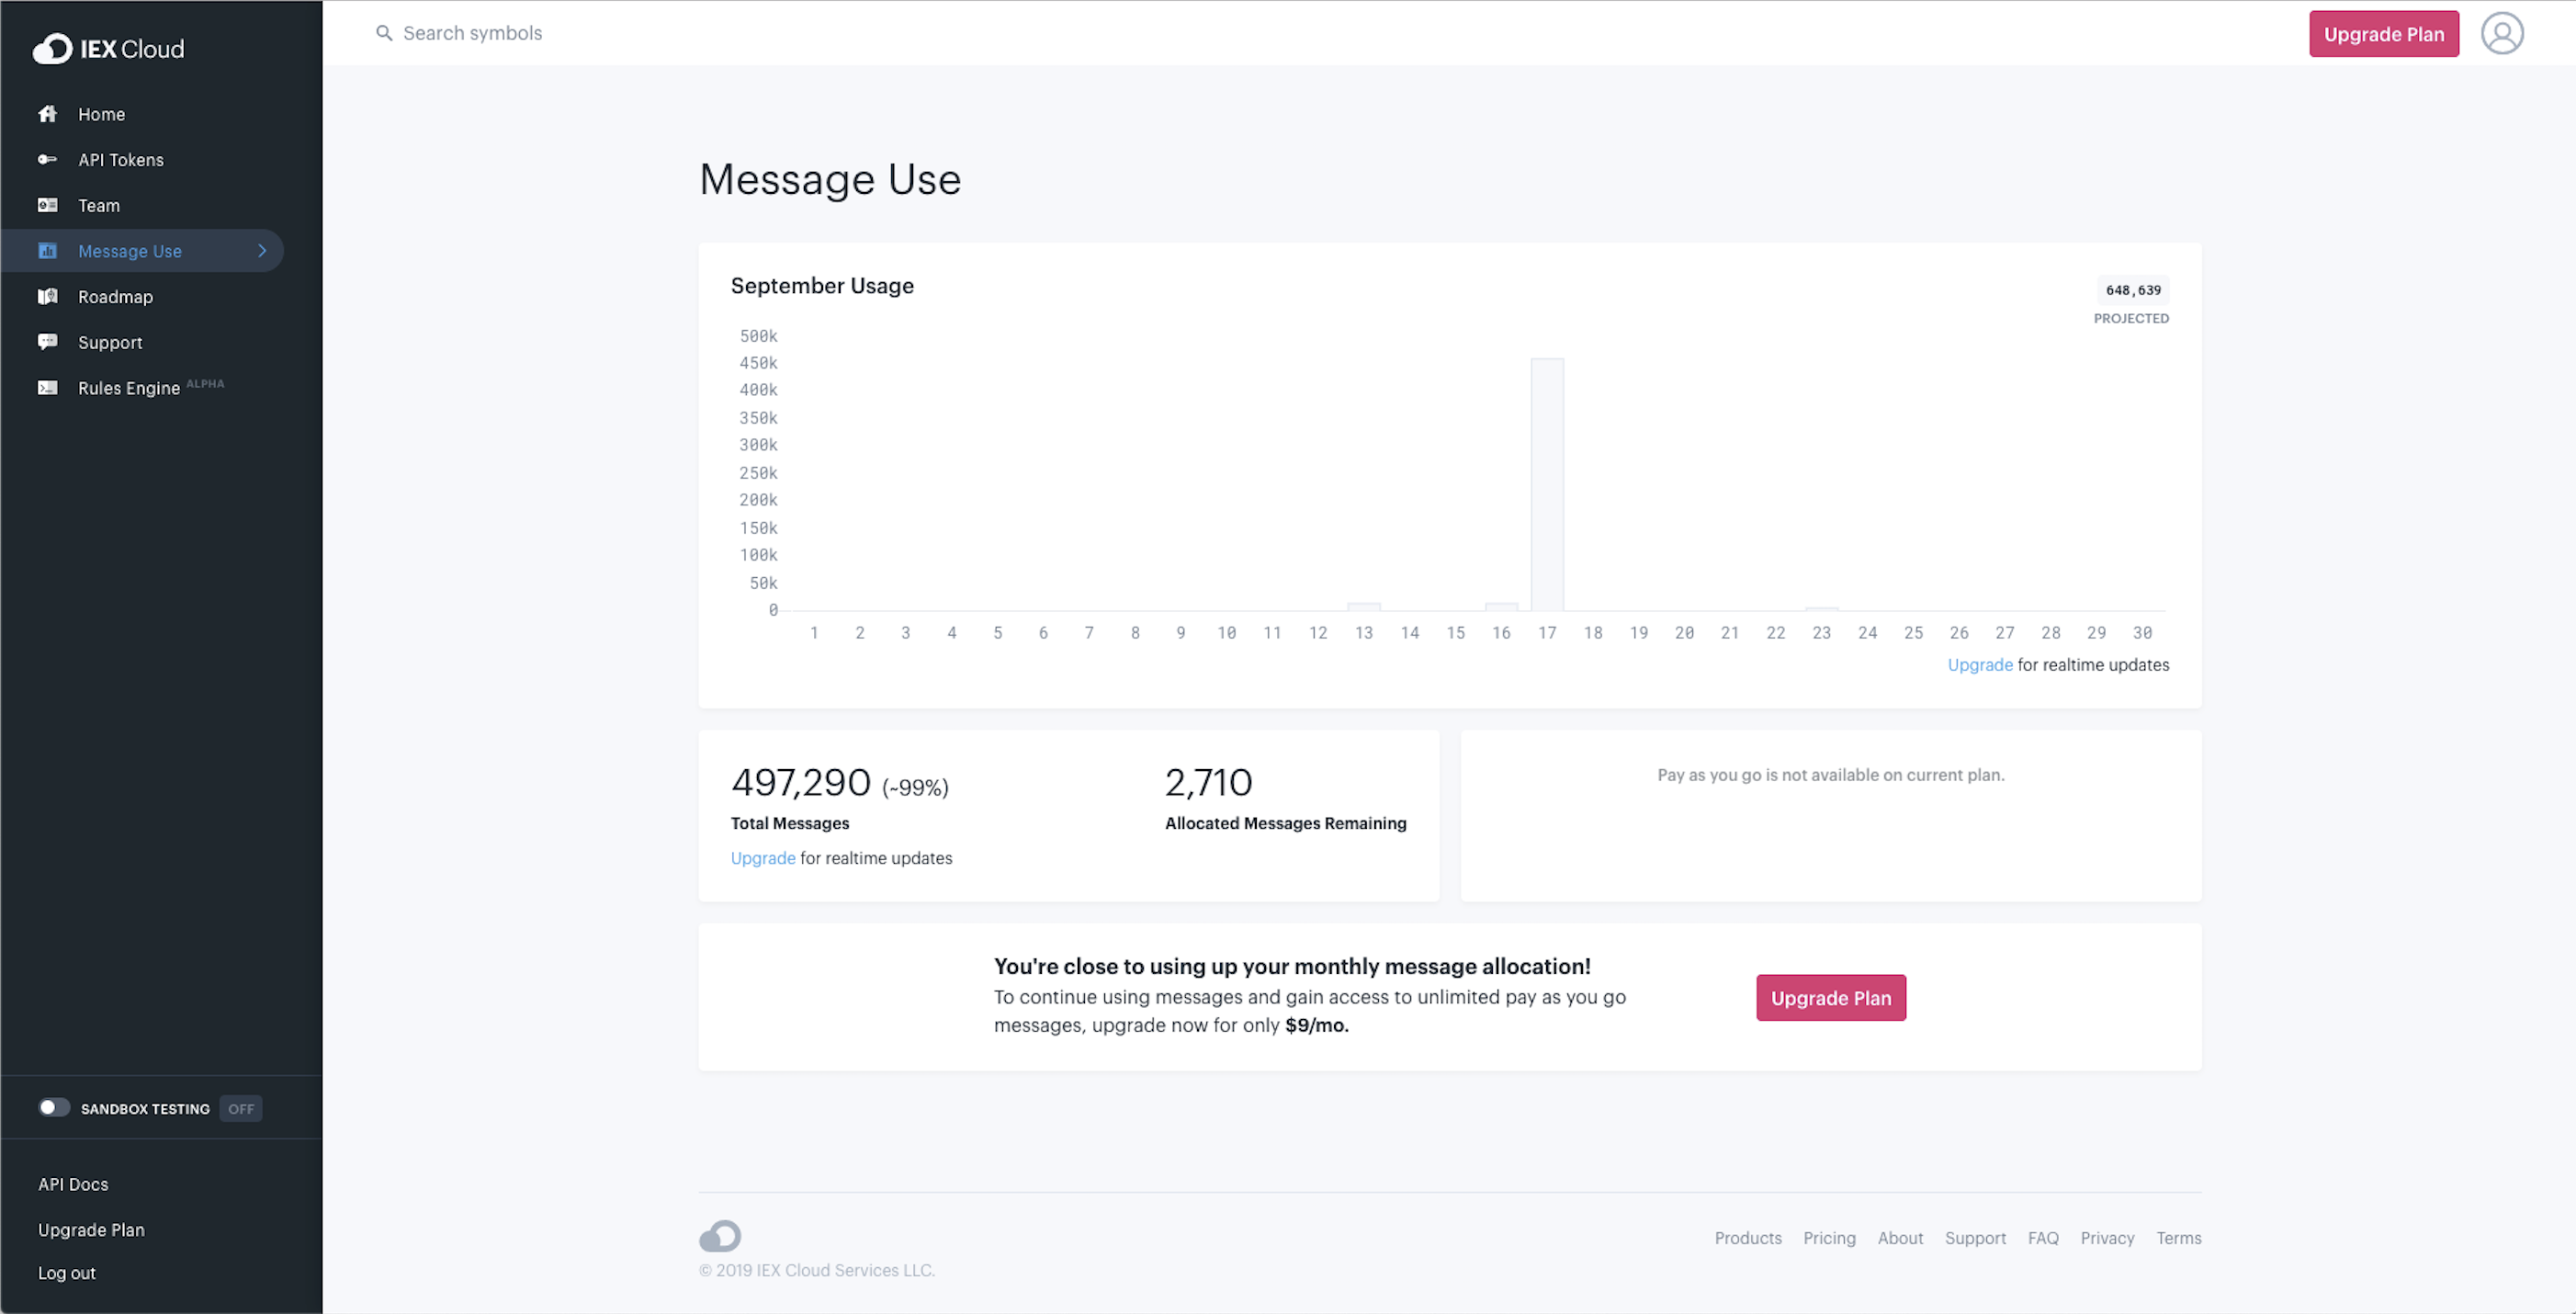 IEX Cloud
Search symbols
Upgrade Plan
Home
API Tokens
Team
Message Use
Roadmap
Support
Rules Engine ALPHA
SANDBOX TESTING OFF
API Docs
Upgrade Plan
Log out
Message Use
September Usage
648,639
PROJECTED
500k
450k
400k
350k
300k
250k
200k
150k
100k
50k
0
1 2 3 4 5 6 7 8 9 10 11 12 13 14 15 16 17 18 19 20 21 22 23 24 25 26 27 28 29 30
Upgrade for realtime updates
497,290 (~99%)
Total Messages
Upgrade for realtime updates
2,710
Allocated Messages Remaining
Pay as you go is not available on current plan.
You're close to using up your monthly message allocation!
To continue using messages and gain access to unlimited pay as you go
messages, upgrade now for only $9/mo.
Upgrade Plan
© 2019 IEX Cloud Services LLC.
Products Pricing About Support FAQ Privacy Terms